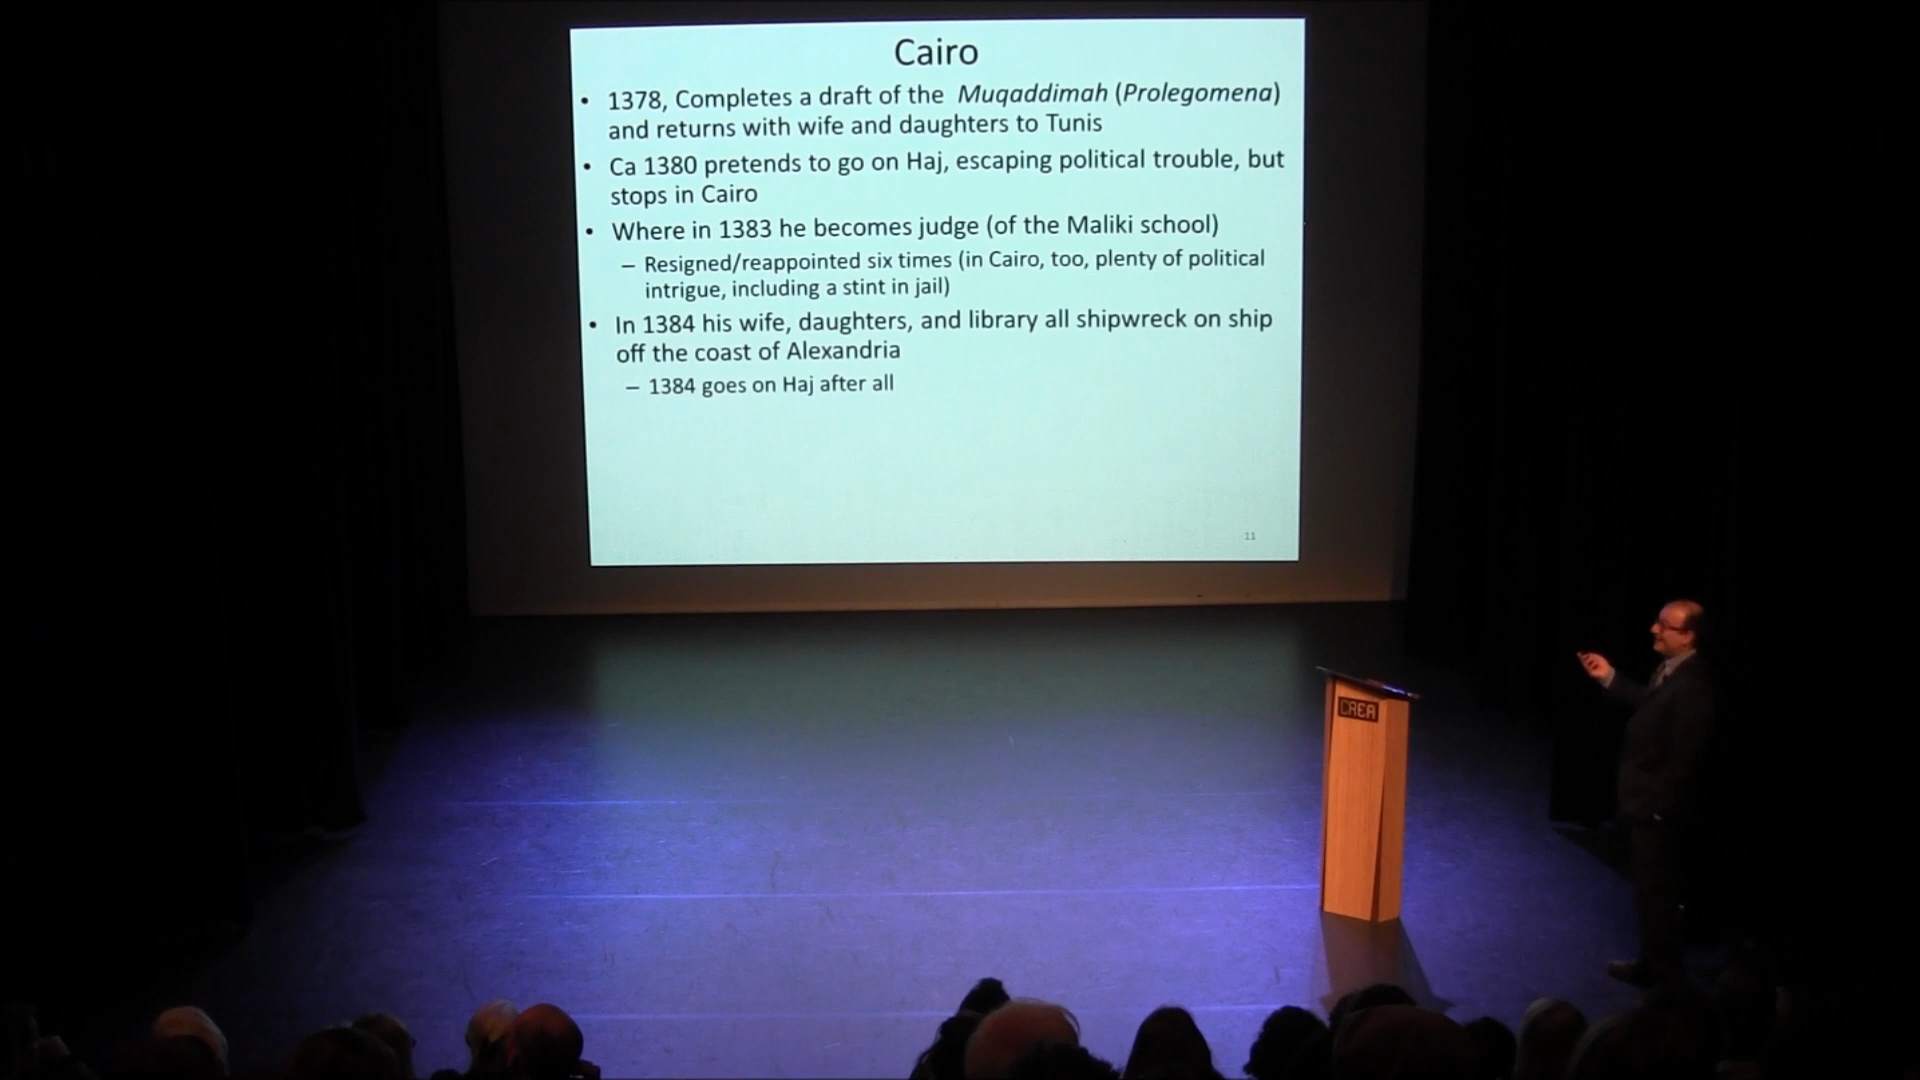 Cairo
• 1378, Completes a draft of the Muqaddimah (Prolegomena)
and returns with wife and daughters to Tunis
• Ca 1380 pretends to go on Haj, escaping political trouble, but
stops in Cairo
• Where in 1383 he becomes judge (of the Maliki school)
– Resigned/reappointed six times (in Cairo, too, plenty of political
intrigue, including a stint in jail)
• In 1384 his wife, daughters, and library all shipwreck on ship
off the coast of Alexandria
– 1384 goes on Haj after all
11
CREA